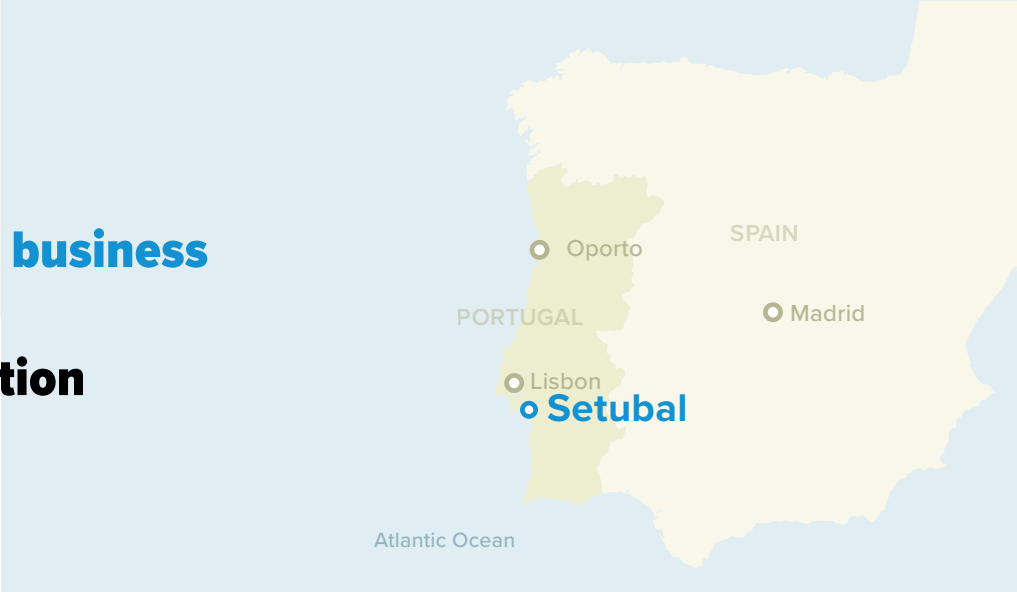 business
tion
SPAIN
Oporto
Madrid
PORTUGAL
Lisbon
Setubal
Atlantic Ocean